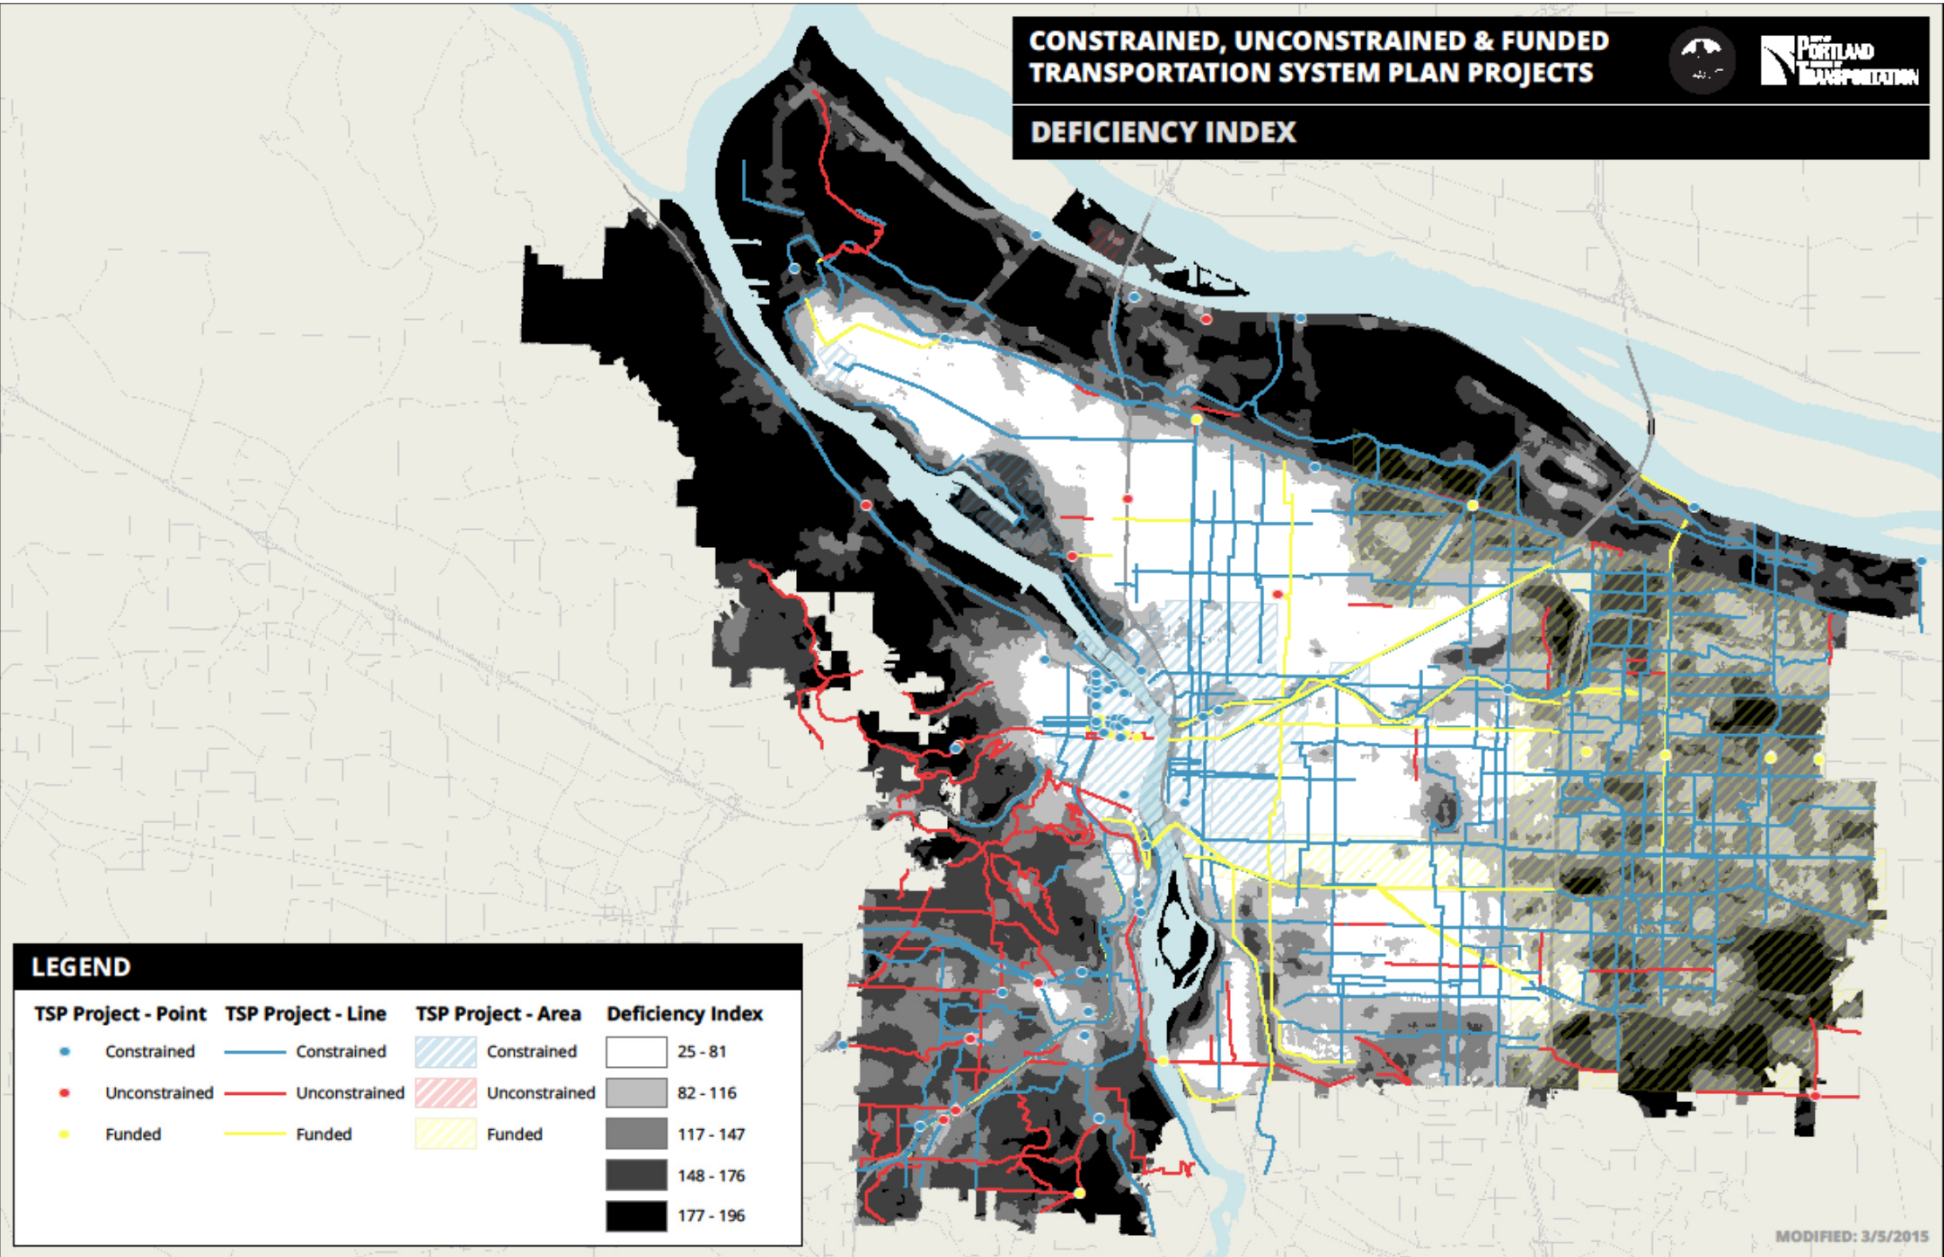 CONSTRAINED, UNCONSTRAINED & FUNDED
TRANSPORTATION SYSTEM PLAN PROJECTS
PORTLAND
TRANSPORTATION
DEFICIENCY INDEX
LEGEND
TSP Project - Point TSP Project - Line TSP Project - Area Deficiency Index
Constrained Constrained Constrained 25 - 81
Unconstrained Unconstrained Unconstrained 82 - 116
Funded Funded Funded 117 - 147
148 - 176
177 - 196
MODIFIED: 3/5/2015